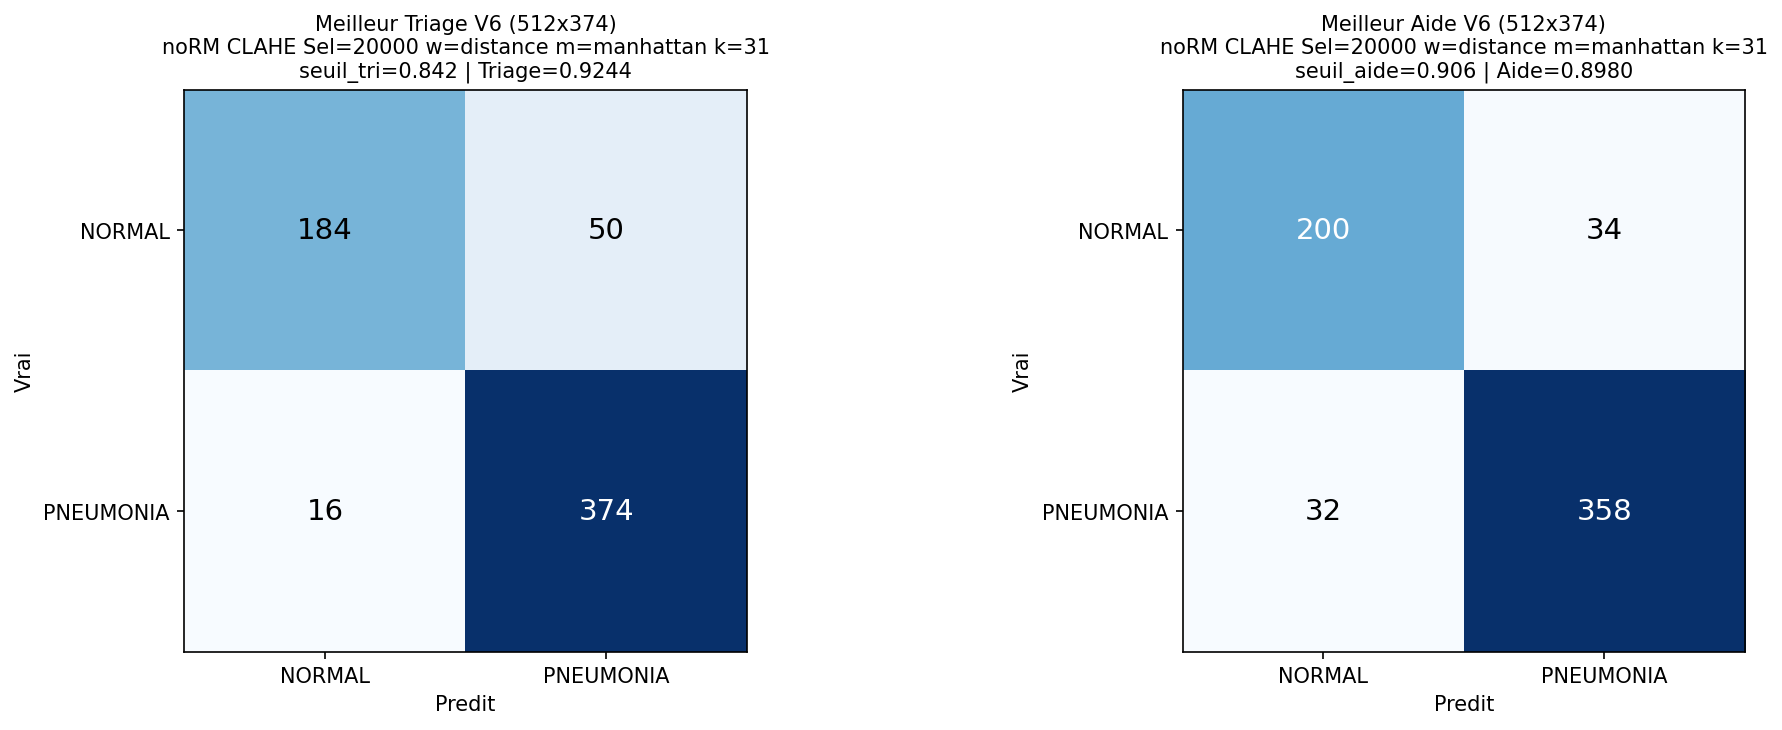 Meilleur Triage V6 (512x374)
noRM CLAHE Sel=20000 w=distance m=manhattan k=31
seuil_tri=0.842 | Triage=0.9244
Vrai
NORMAL
184
50
PNEUMONIA
16
374
NORMAL
PNEUMONIA
Predit
Meilleur Aide V6 (512x374)
noRM CLAHE Sel=20000 w=distance m=manhattan k=31
seuil_aide=0.906 | Aide=0.8980
Vrai
NORMAL
200
34
PNEUMONIA
32
358
NORMAL
PNEUMONIA
Predit